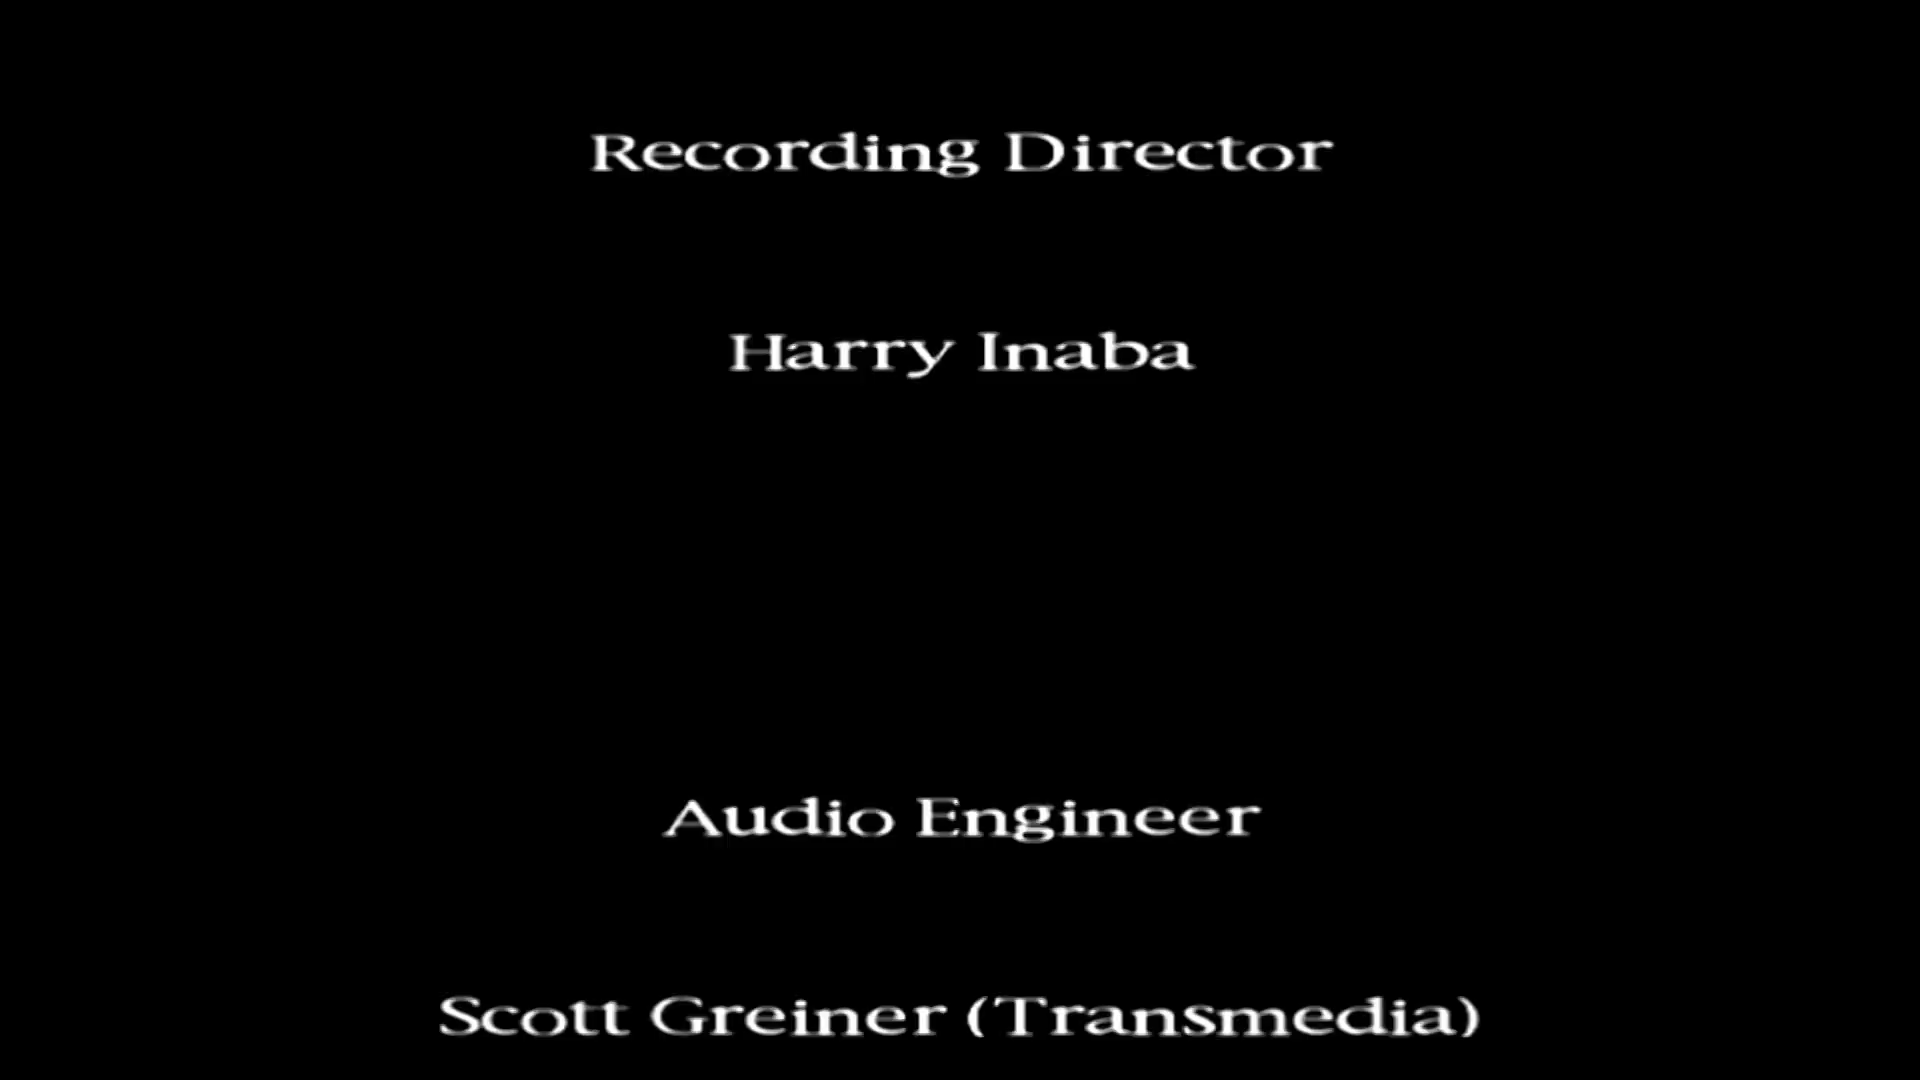 Recording Director
Harry Inaba
Audio Engineer
Scott Greiner (Transmedia)